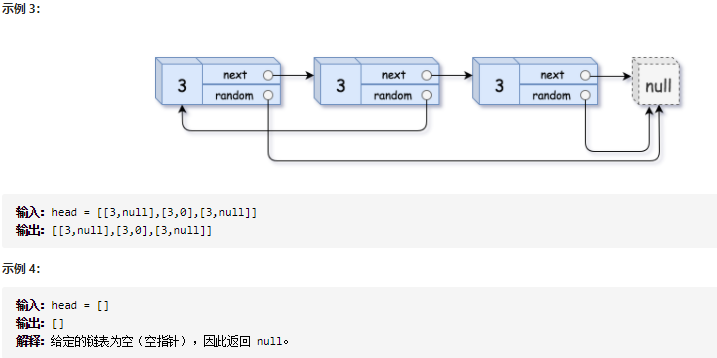 示例 3：
3 next random
3 next random
3 next random
null
输入：head = [[3,null],[3,0],[3,null]]
输出：[[3,null],[3,0],[3,null]]
示例 4：
输入：head = []
输出：[]
解释：给定的链表为空（空指针），因此返回 null。